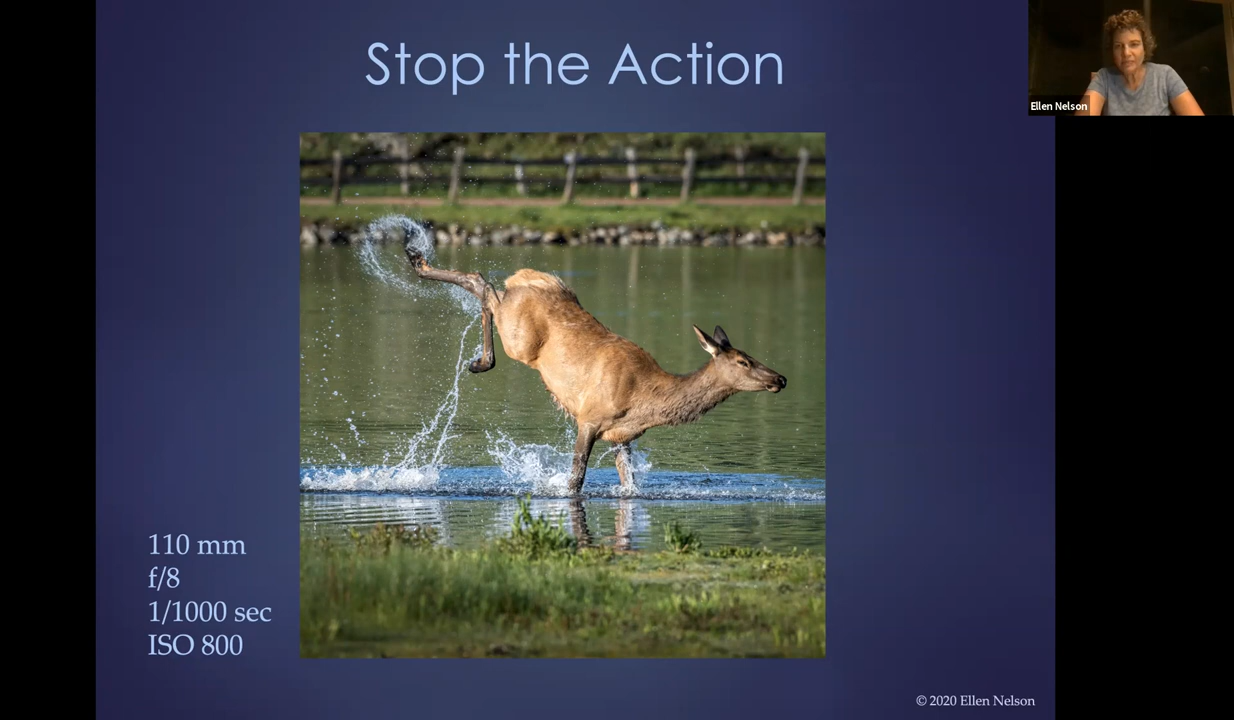 Stop the Action
Ellen Nelson
110 mm
f/8
1/1000 sec
ISO 800
© 2020 Ellen Nelson